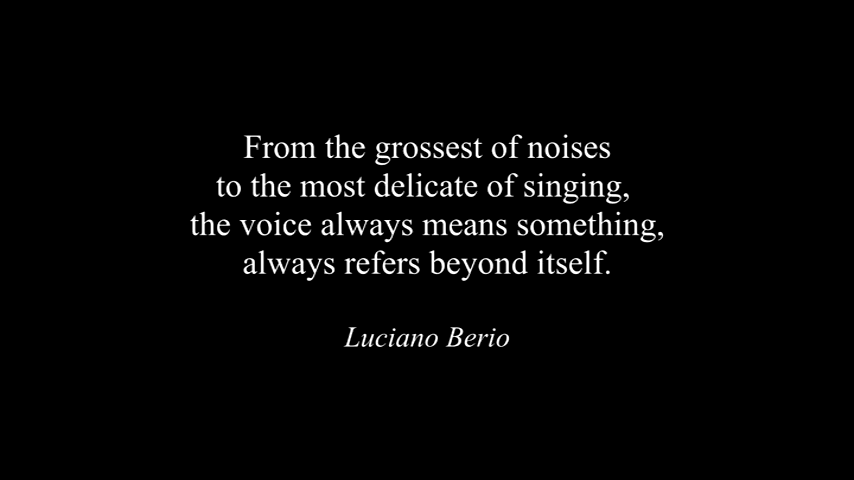 From the grossest of noises
to the most delicate of singing,
the voice always means something,
always refers beyond itself.
Luciano Berio